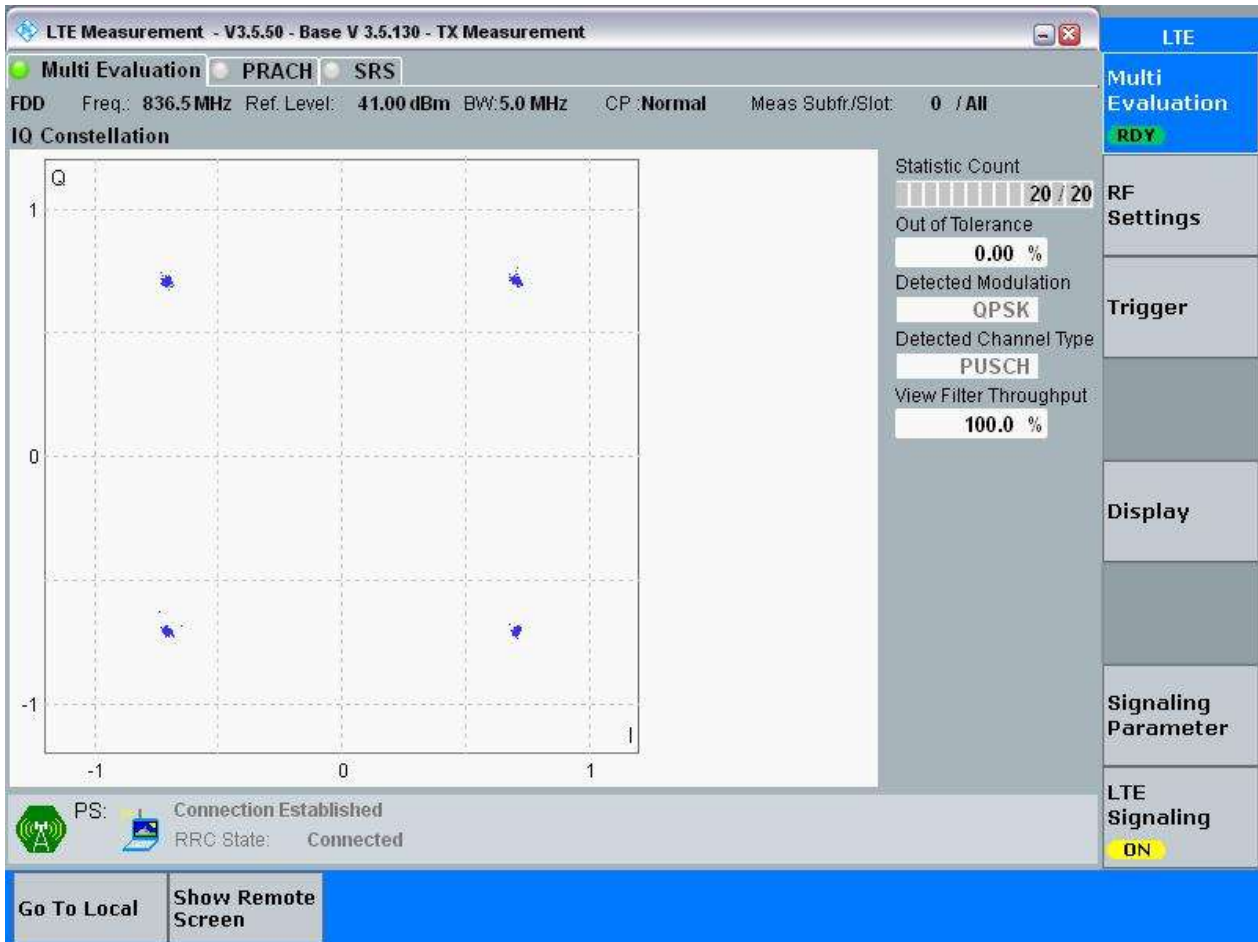 LTE Measurement - V3.5.50 - Base V 3.5.130 - TX Measurement
LTE
Multi Evaluation PRACH SRS
Multi
Evaluation
RDY
FDD Freq.: 836.5 MHz Ref. Level: 41.00 dBm BW:5.0 MHz CP :Normal Meas Subfr./Slot: 0 / All
IQ Constellation
Q
1
0
-1
-1 0 1
I
Statistic Count
20 / 20
Out of Tolerance
0.00 %
Detected Modulation
QPSK
Detected Channel Type
PUSCH
View Filter Throughput
100.0 %
RF
Settings
Trigger
Display
Signaling
Parameter
LTE
Signaling
ON
PS: Connection Established
RRC State: Connected
Go To Local
Show Remote
Screen